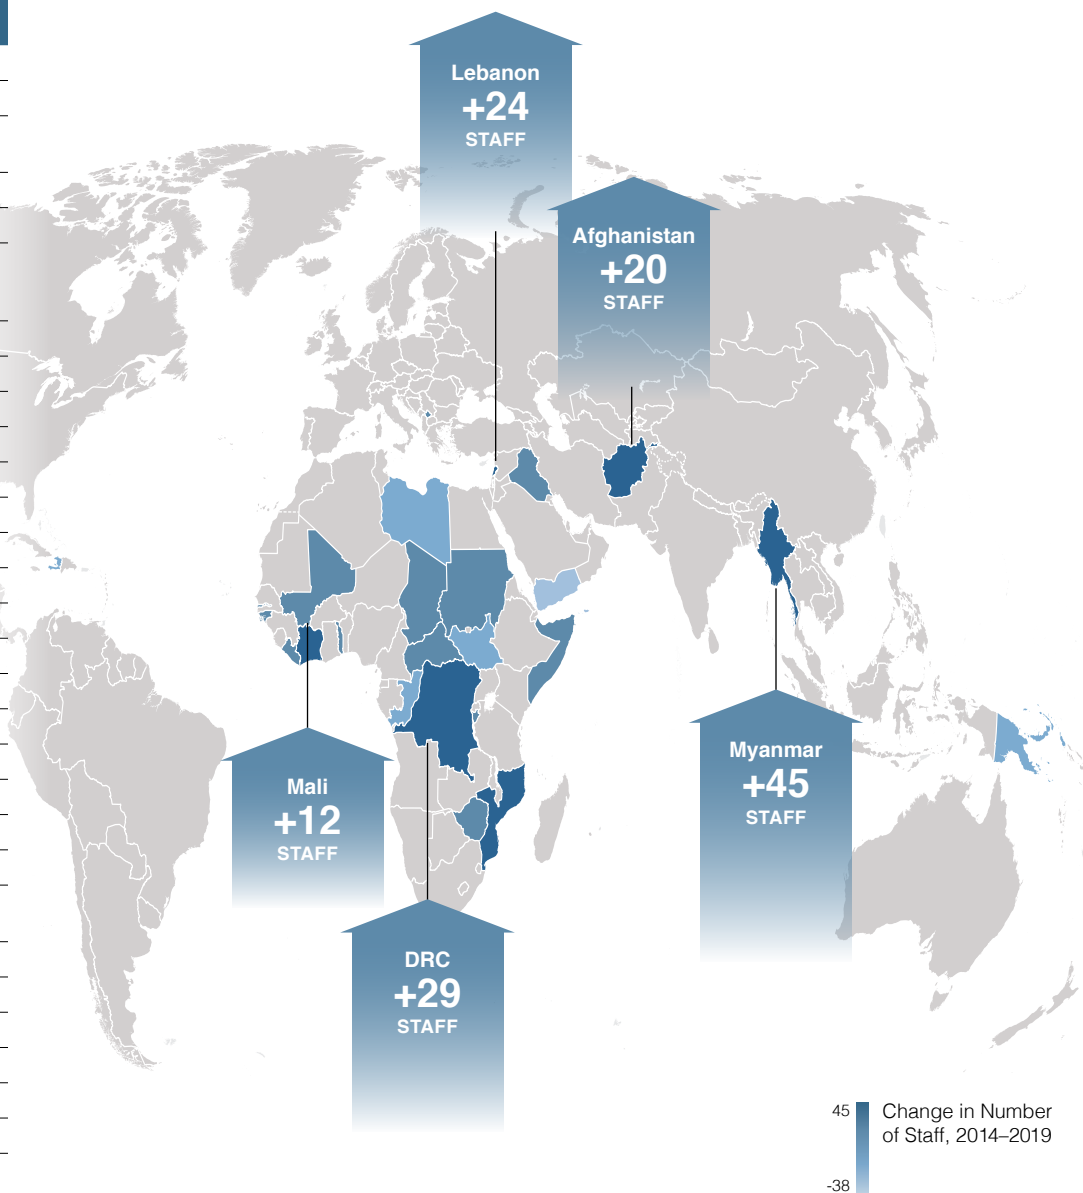 Lebanon
+24
STAFF
Afghanistan
+20
STAFF
Mali
+12
STAFF
Myanmar
+45
STAFF
DRC
+29
STAFF
45
Change in Number
of Staff, 2014–2019
-38